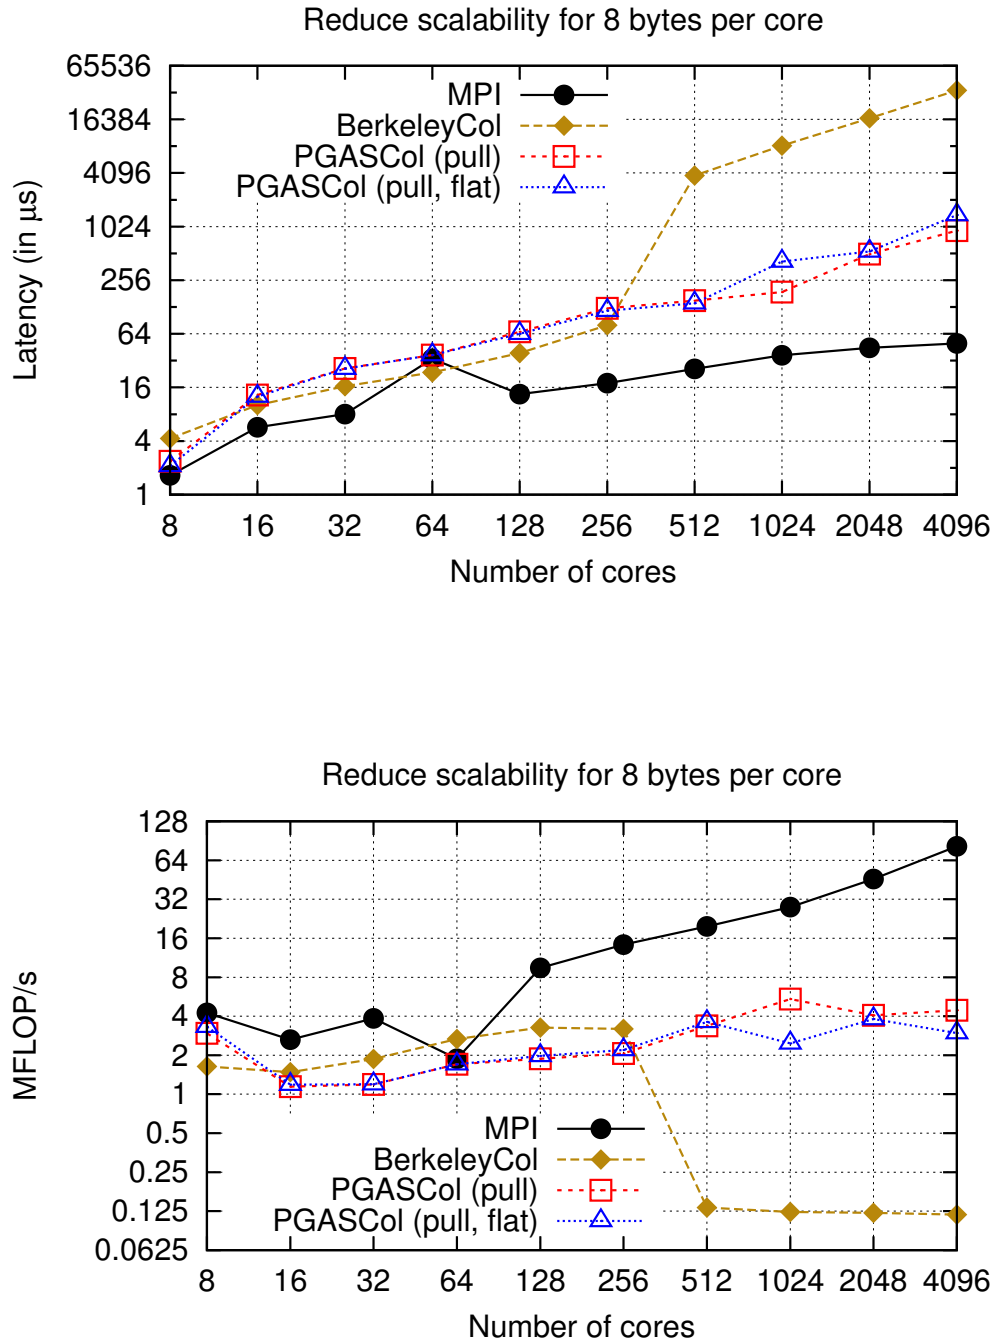 Reduce scalability for 8 bytes per core
65536
16384
4096
1024
256
64
16
4
1
Latency (in µs)
MPI
BerkeleyCol
PGASCol (pull)
PGASCol (pull, flat)
8 16 32 64 128 256 512 1024 2048 4096
Number of cores
Reduce scalability for 8 bytes per core
128
64
32
16
8
4
2
1
0.5
0.25
0.125
0.0625
MFLOP/s
MPI
BerkeleyCol
PGASCol (pull)
PGASCol (pull, flat)
8 16 32 64 128 256 512 1024 2048 4096
Number of cores